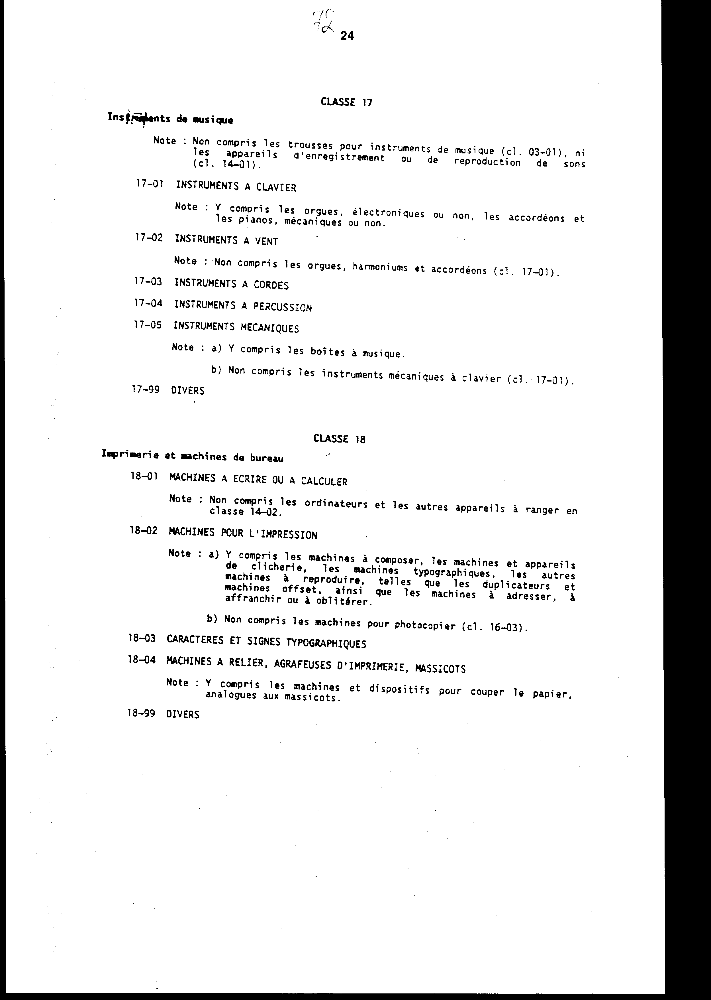 24
CLASSE 17
Instruments de musique
Note : Non compris les trousses pour instruments de musique (cl. 03-01), ni
les appareils d'enregistrement ou de reproduction de sons
(cl. 14-01).
17-01 INSTRUMENTS A CLAVIER
Note : Y compris les orgues, électroniques ou non, les accordéons et
les pianos, mécaniques ou non.
17-02 INSTRUMENTS A VENT
Note : Non compris les orgues, harmoniums et accordéons (cl. 17-01).
17-03 INSTRUMENTS A CORDES
17-04 INSTRUMENTS A PERCUSSION
17-05 INSTRUMENTS MECANIQUES
Note : a) Y compris les boîtes à musique.
b) Non compris les instruments mécaniques à clavier (cl. 17-01).
17-99 DIVERS
CLASSE 18
Imprimerie et machines de bureau
18-01 MACHINES A ECRIRE OU A CALCULER
Note : Non compris les ordinateurs et les autres appareils à ranger en
classe 14-02.
18-02 MACHINES POUR L'IMPRESSION
Note : a) Y compris les machines à composer, les machines et appareils
de clicherie, les machines typographiques, les autres
machines à reproduire, telles que les duplicateurs et
machines offset, ainsi que les machines à adresser, à
affranchir ou à oblitérer.
b) Non compris les machines pour photocopier (cl. 16-03).
18-03 CARACTERES ET SIGNES TYPOGRAPHIQUES
18-04 MACHINES A RELIER, AGRAFEUSES D'IMPRIMERIE, MASSICOTS
Note : Y compris les machines et dispositifs pour couper le papier,
analogues aux massicots.
18-99 DIVERS